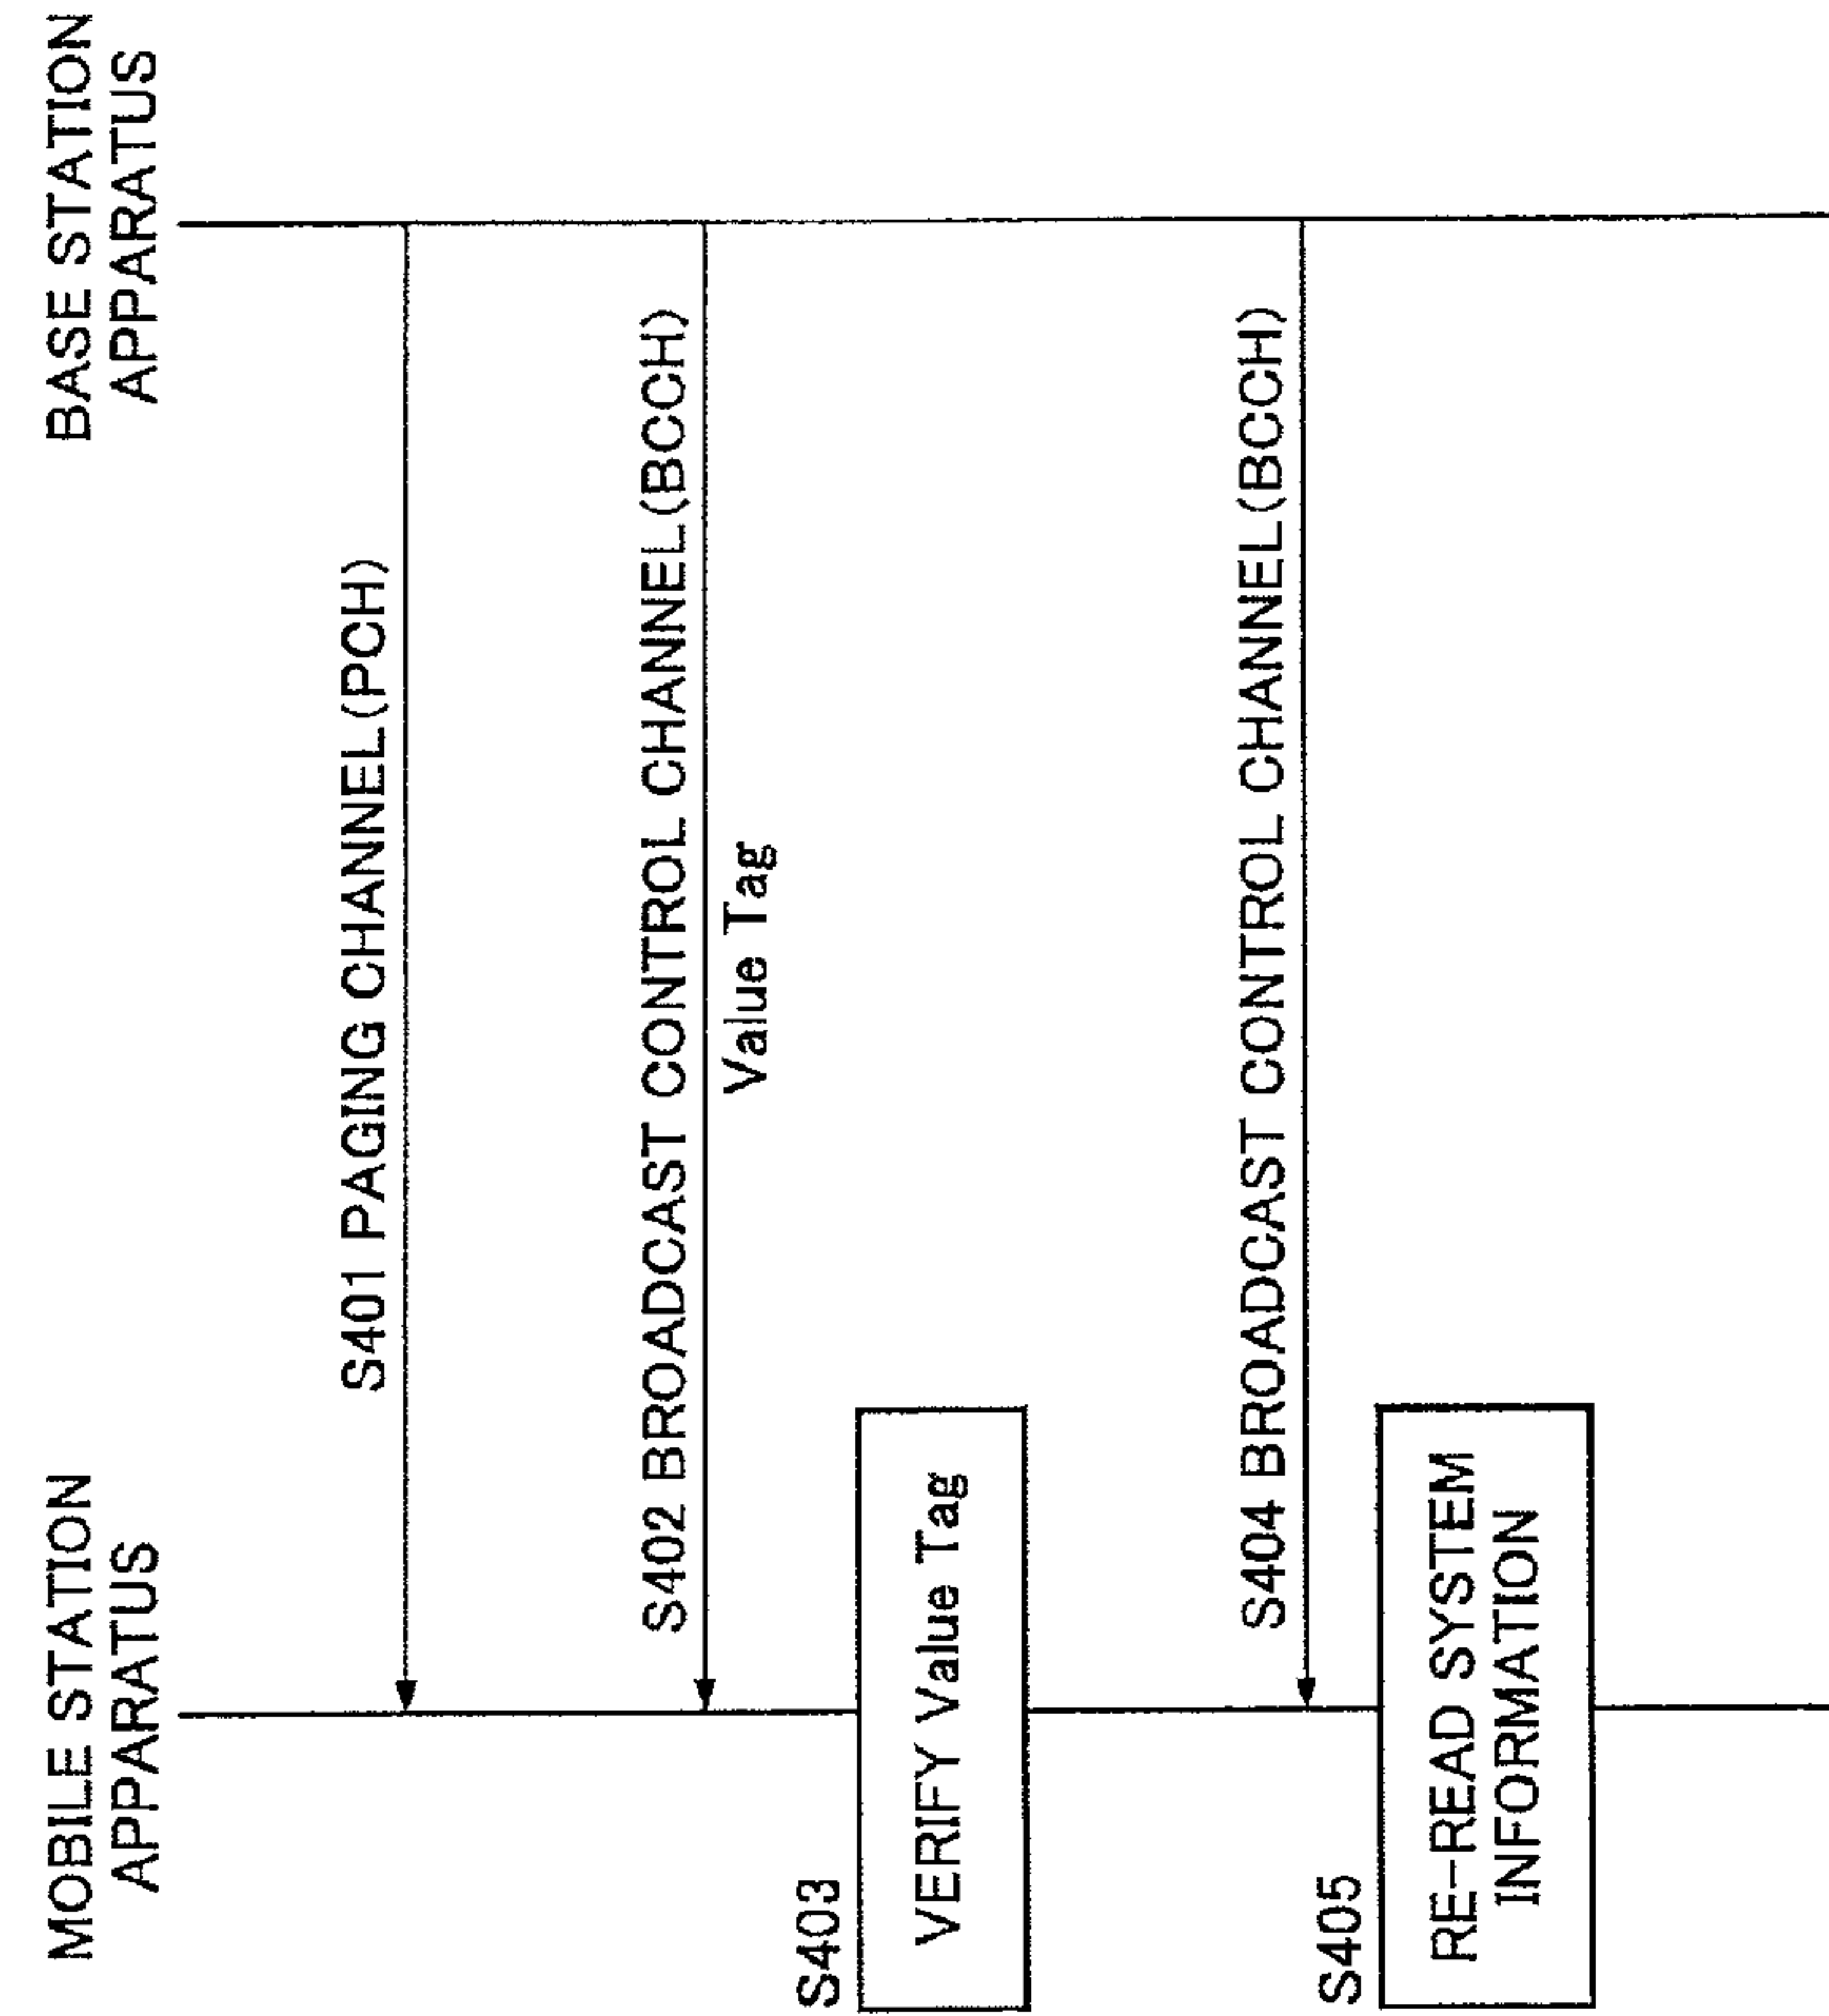 MOBILE STATION
APPARATUS
BASE STATION
APPARATUS
S401 PAGING CHANNEL(PCH)
S402 BROADCAST CONTROL CHANNEL(BCCH)
Value Tag
S403
VERIFY Value Tag
S404 BROADCAST CONTROL CHANNEL(BCCH)
S405
RE-READ SYSTEM
INFORMATION